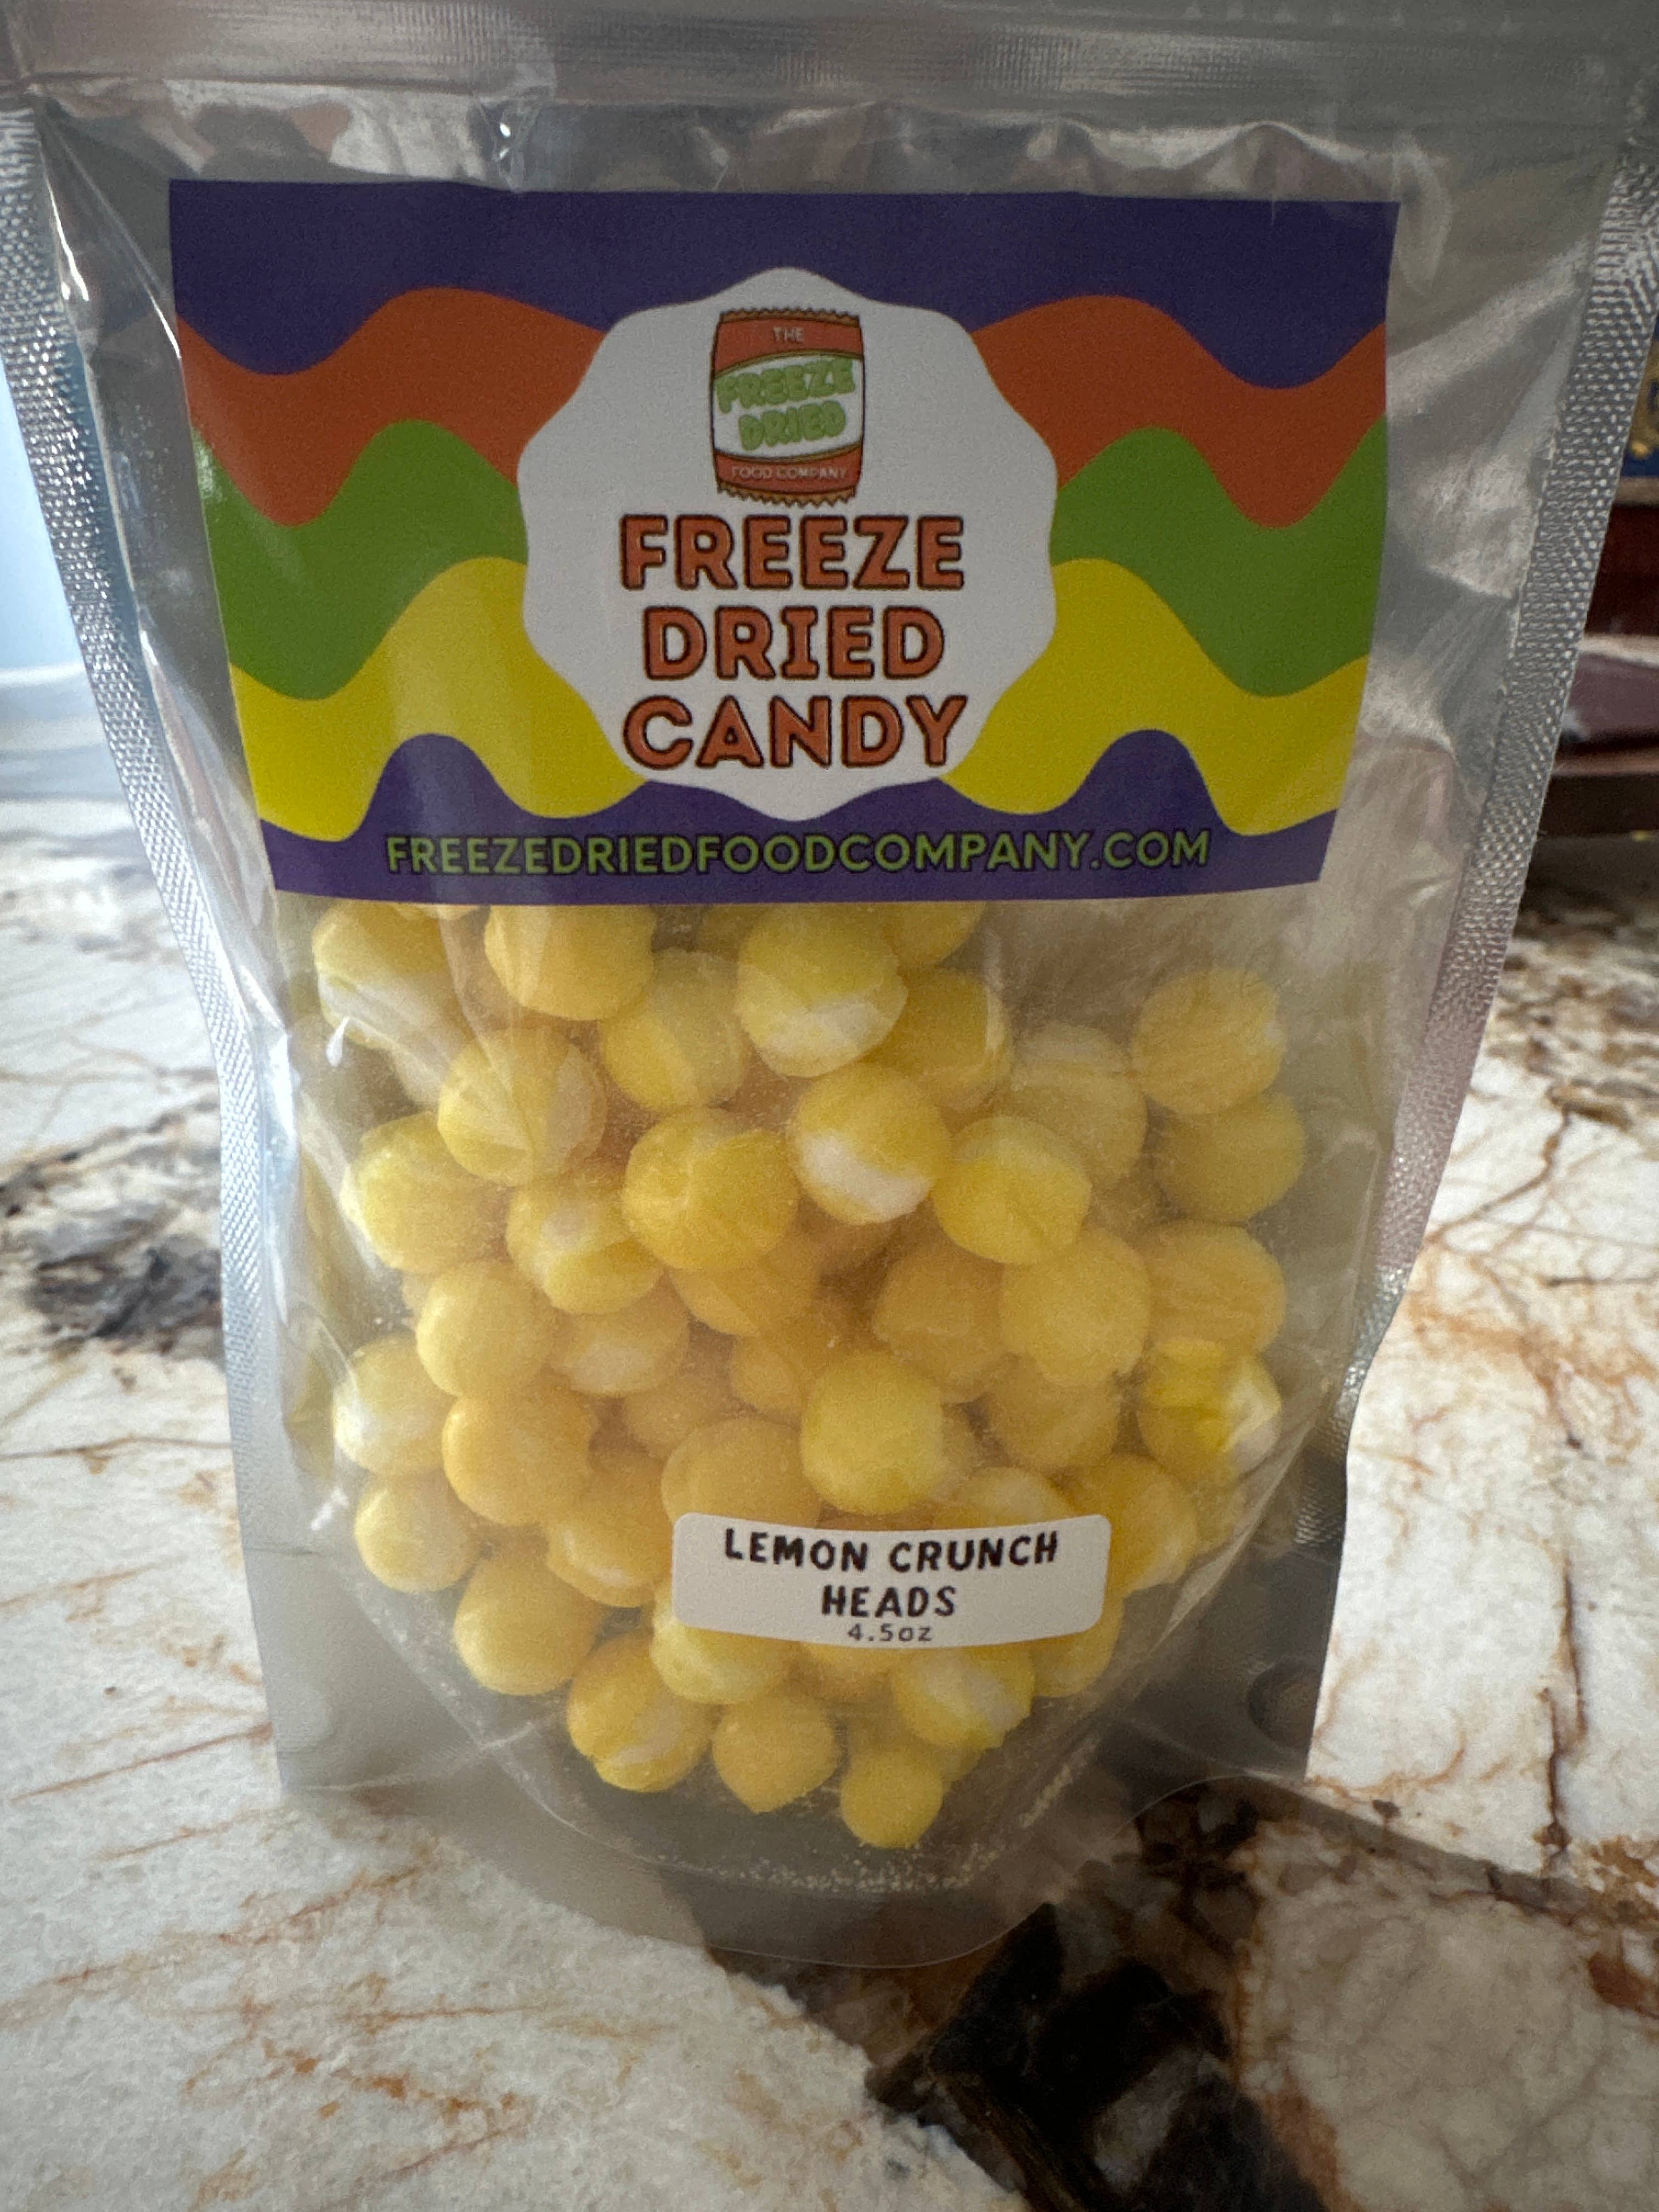 THE
FREEZE
DRIED
FOOD COMPANY
FREEZE
DRIED
CANDY
FREEZEDRIEDFOODCOMPANY.COM
LEMON CRUNCH
HEADS
4.5oz